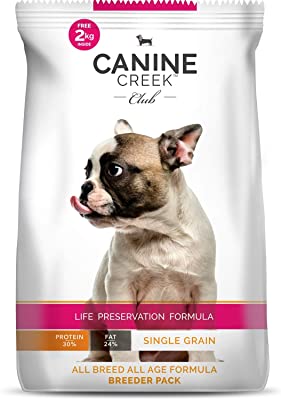 FREE
2kg
INSIDE
CANINE
CREEK™
Club
LIFE PRESERVATION FORMULA
PROTEIN
30%
FAT
24%
SINGLE GRAIN
ALL BREED ALL AGE FORMULA
BREEDER PACK